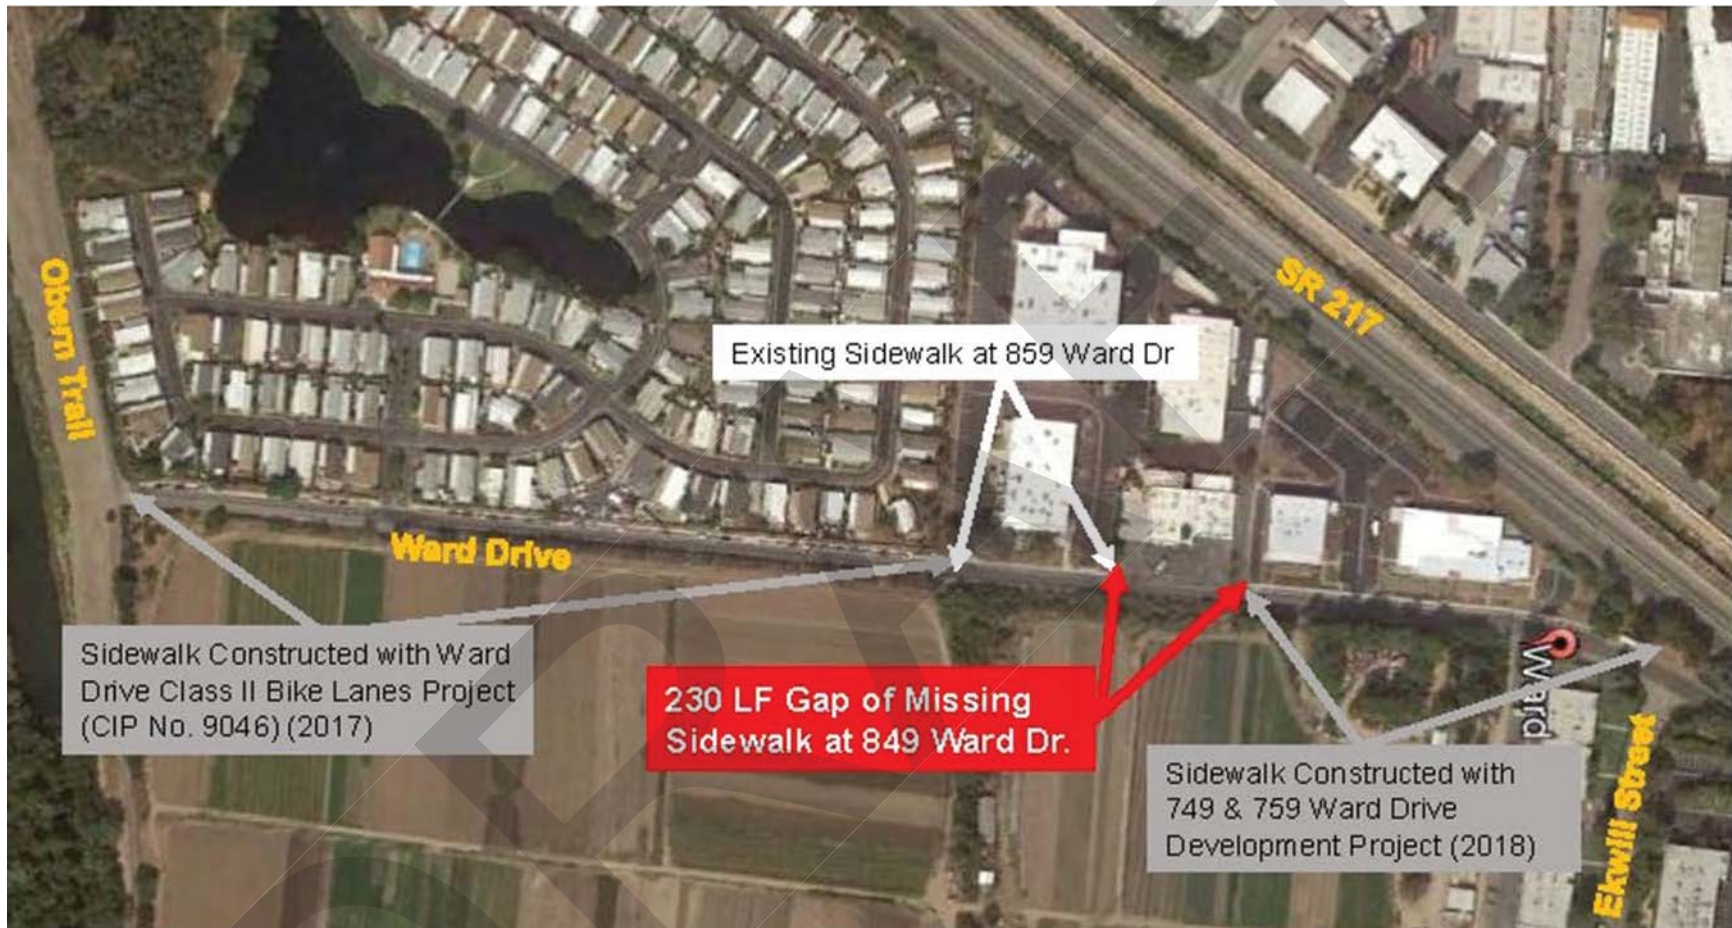 SR 217
Obern Trail
Existing Sidewalk at 859 Ward Dr
Ward Drive
Sidewalk Constructed with Ward
Drive Class II Bike Lanes Project
(CIP No. 9046) (2017)
230 LF Gap of Missing
Sidewalk at 849 Ward Dr.
Ward
Sidewalk Constructed with
749 & 759 Ward Drive
Development Project (2018)
Ekwill Street